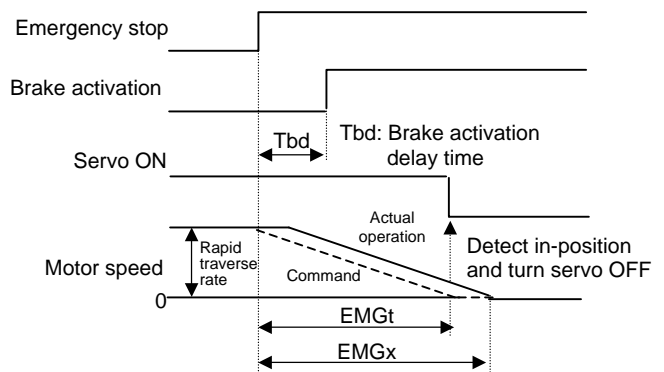 Emergency stop
Brake activation
Tbd
Tbd: Brake activation
delay time
Servo ON
Actual
operation
Detect in-position
and turn servo OFF
Rapid
traverse
rate
Motor speed
Command
0
EMGt
EMGx